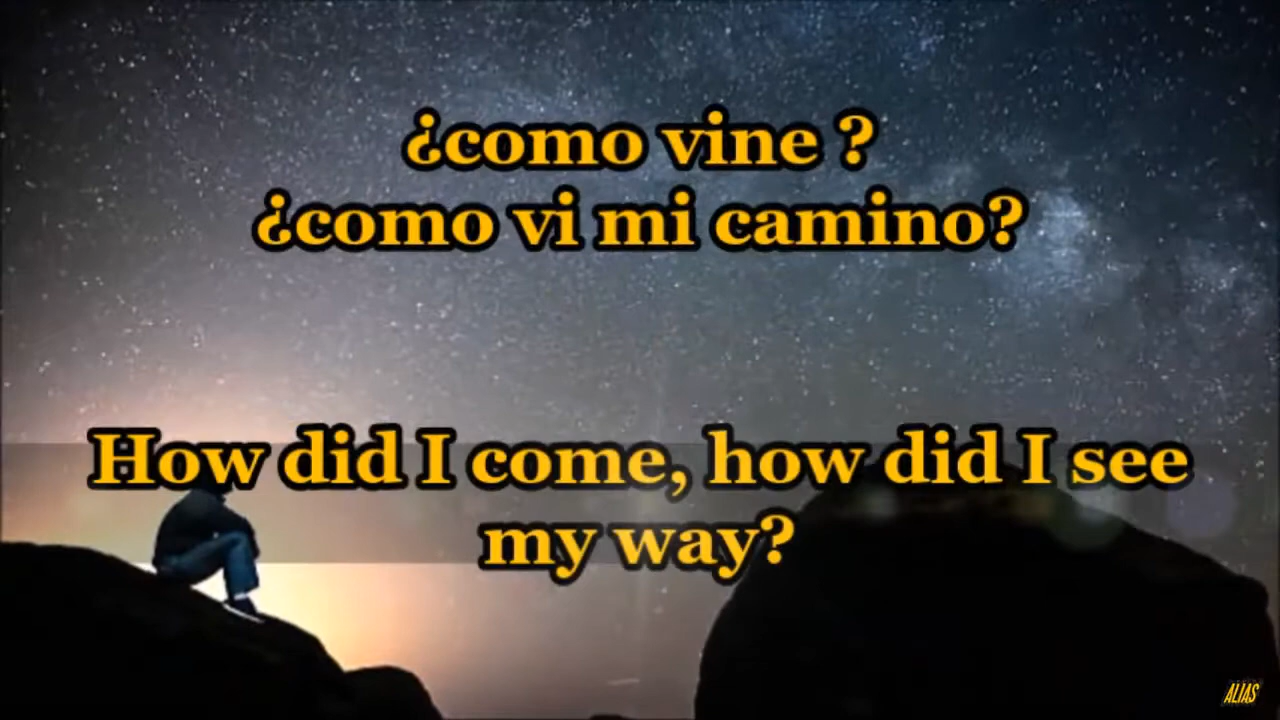 ¿como vine ?
¿como vi mi camino?
How did I come, how did I see
my way?
ALIAS